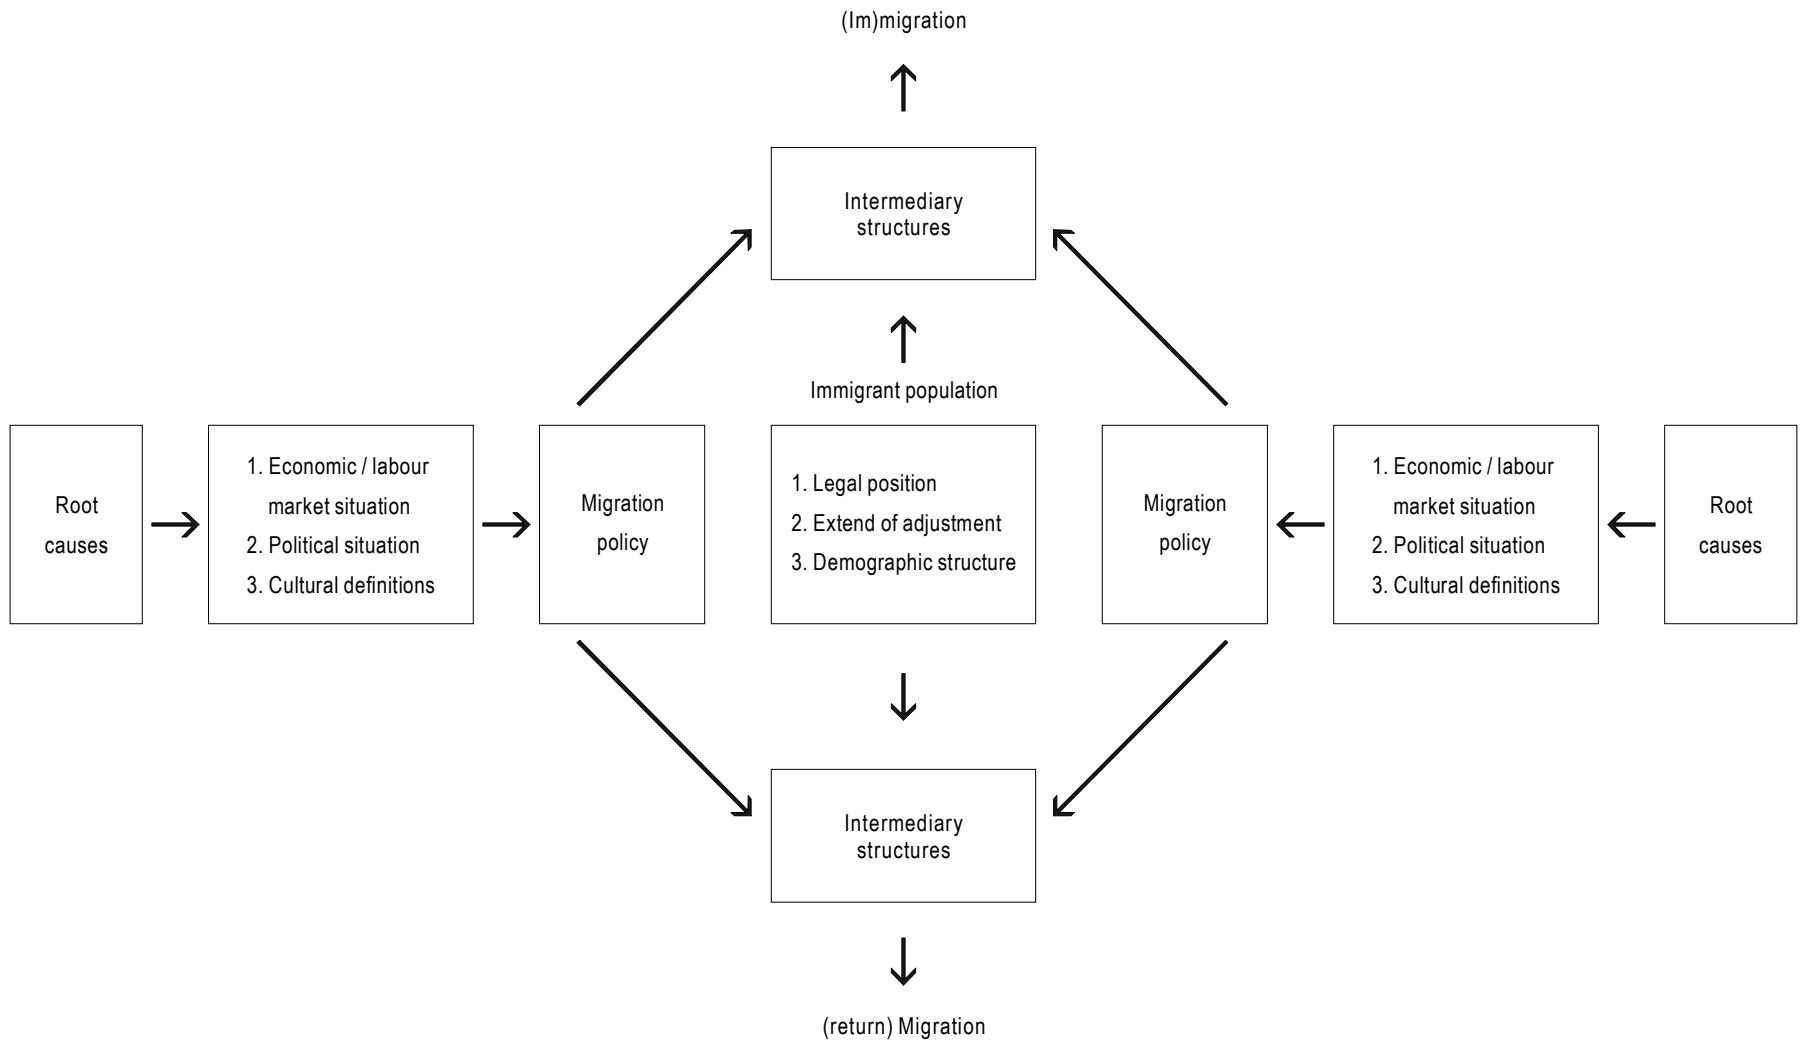 (Im)migration
Intermediary
structures
Immigrant population
Root
causes
1. Economic / labour
market situation
2. Political situation
3. Cultural definitions
Migration
policy
1. Legal position
2. Extend of adjustment
3. Demographic structure
Migration
policy
1. Economic / labour
market situation
2. Political situation
3. Cultural definitions
Root
causes
Intermediary
structures
(return) Migration